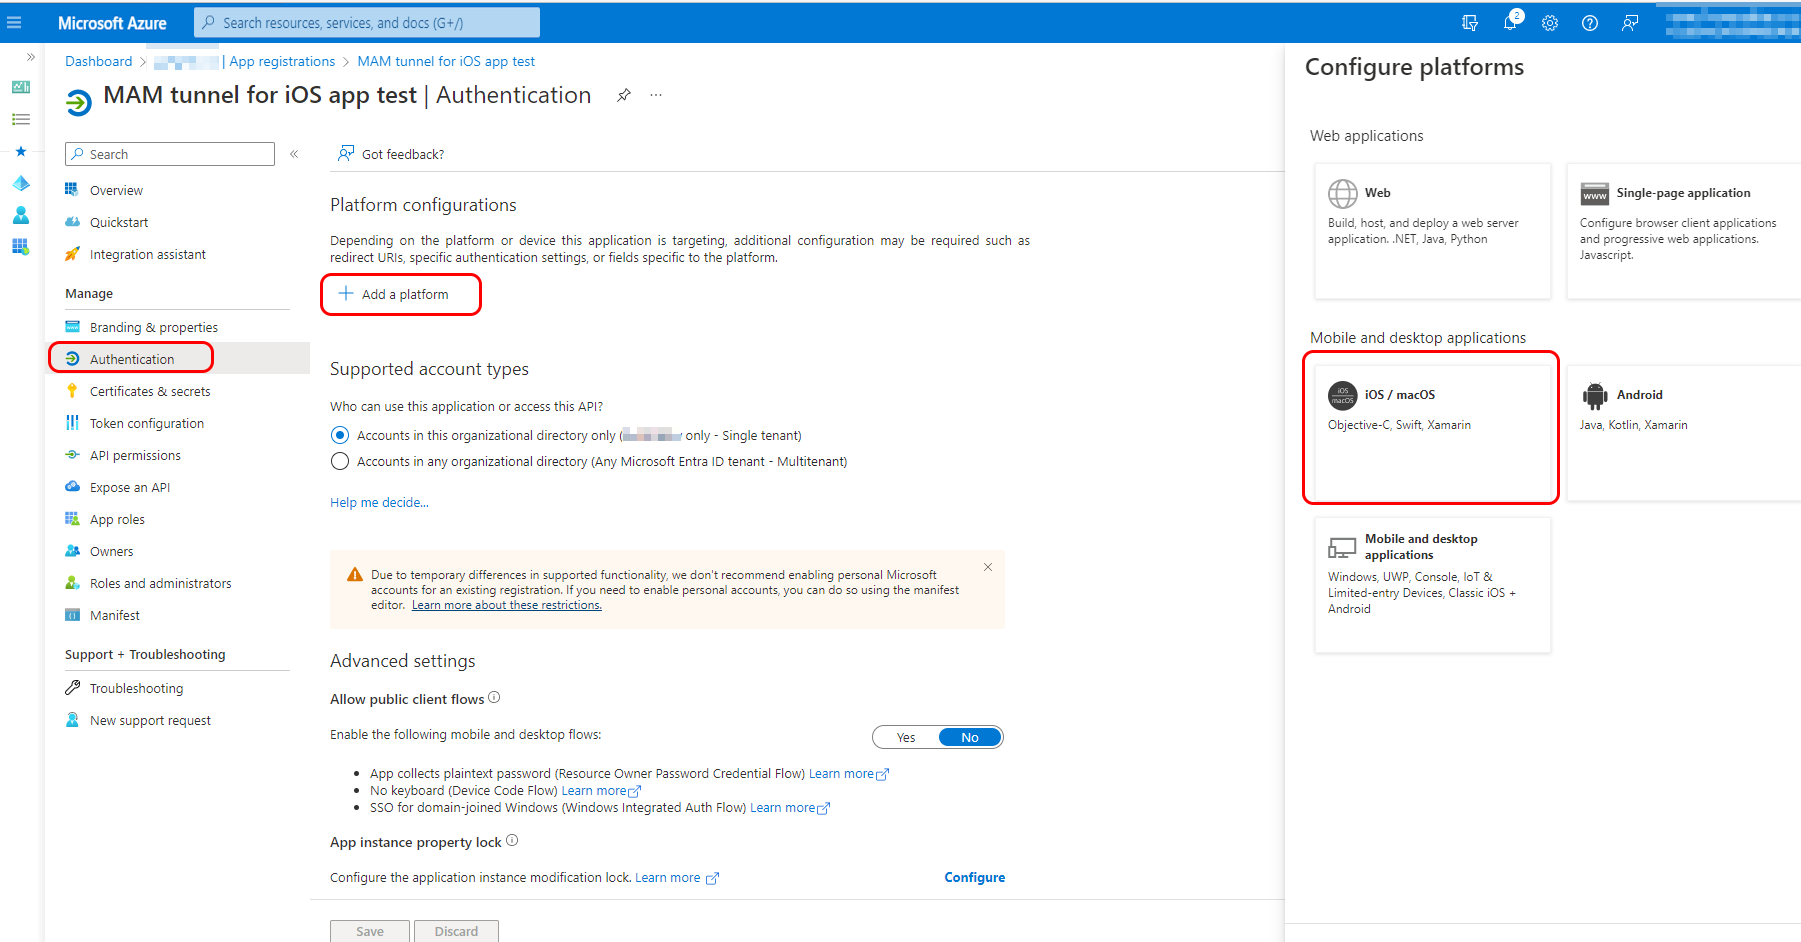 Microsoft Azure
Search resources, services, and docs (G+/)
2
Dashboard > | App registrations > MAM tunnel for iOS app test
MAM tunnel for iOS app test | Authentication
...
Search
«
Overview
Quickstart
Integration assistant
Manage
Branding & properties
Authentication
Certificates & secrets
Token configuration
API permissions
Expose an API
App roles
Owners
Roles and administrators
Manifest
Support + Troubleshooting
Troubleshooting
New support request
Got feedback?
Platform configurations
Depending on the platform or device this application is targeting, additional configuration may be required such as
redirect URIs, specific authentication settings, or fields specific to the platform.
+ Add a platform
Supported account types
Who can use this application or access this API?
Accounts in this organizational directory only ( only - Single tenant)
Accounts in any organizational directory (Any Microsoft Entra ID tenant - Multitenant)
Help me decide...
Due to temporary differences in supported functionality, we don't recommend enabling personal Microsoft
accounts for an existing registration. If you need to enable personal accounts, you can do so using the manifest
editor. Learn more about these restrictions.
Advanced settings
Allow public client flows
Enable the following mobile and desktop flows:
Yes No
• App collects plaintext password (Resource Owner Password Credential Flow) Learn more
• No keyboard (Device Code Flow) Learn more
• SSO for domain-joined Windows (Windows Integrated Auth Flow) Learn more
App instance property lock
Configure the application instance modification lock. Learn more
Configure
Save
Discard
Configure platforms
Web applications
Web
Build, host, and deploy a web server
application. .NET, Java, Python
www
Single-page application
Configure browser client applications
and progressive web applications.
Javascript.
Mobile and desktop applications
iOS
macOS
iOS / macOS
Objective-C, Swift, Xamarin
Android
Java, Kotlin, Xamarin
Mobile and desktop
applications
Windows, UWP, Console, IoT &
Limited-entry Devices, Classic iOS +
Android